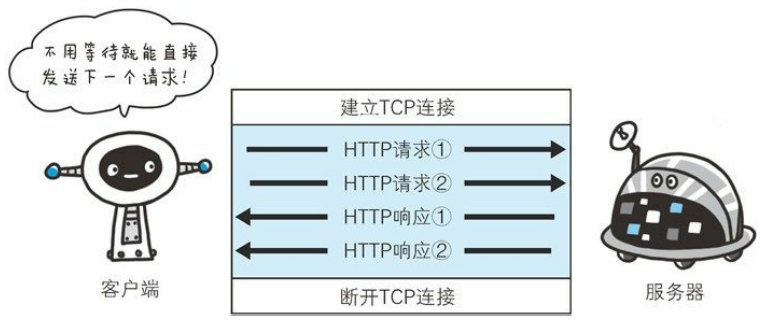 不用等待就能直接
发送下一个请求!
建立TCP连接
HTTP请求①
HTTP请求②
HTTP响应①
HTTP响应②
断开TCP连接
客户端
服务器